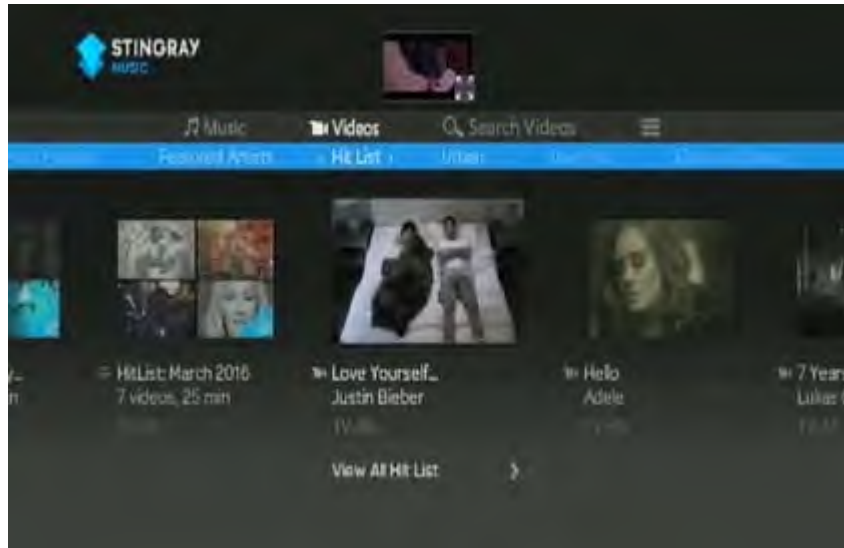 STINGRAY
MUSIC
Music Videos Search Videos
Featured Artists Hit List Urban
HitList: March 2016
7 videos, 25 min
Love Yourself...
Justin Bieber
Hello
Adele
7 Years
Lukas
View All Hit List